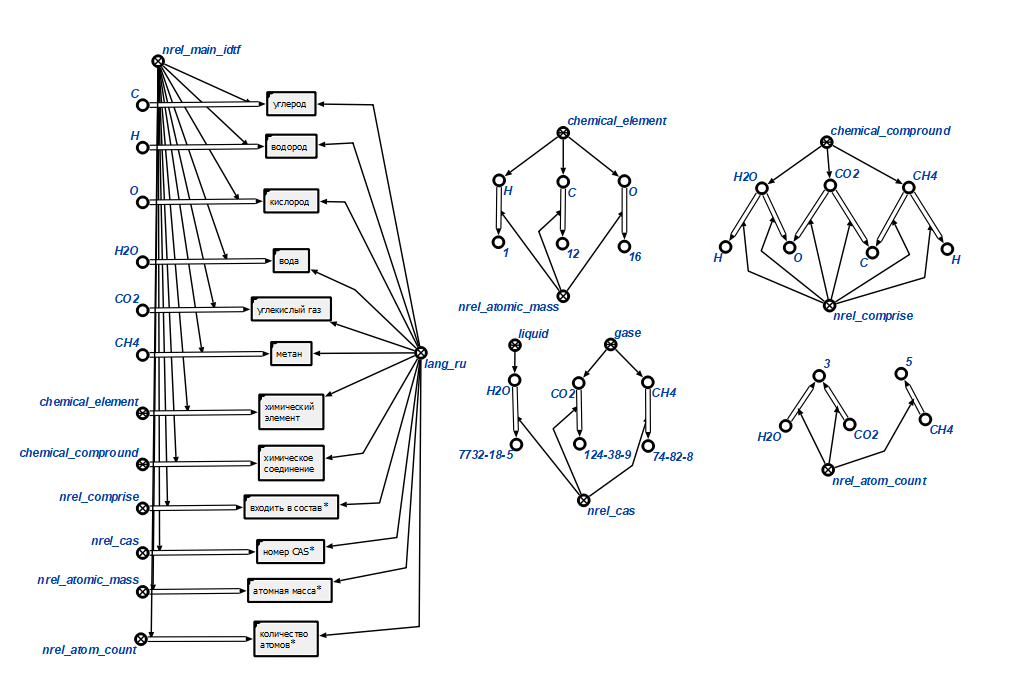 nrel_main_idtf
C
углерод
H
водород
O
кислород
H2O
вода
CO2
углекислый газ
CH4
метан
lang_ru
chemical_element
химический
элемент
chemical_compround
химическое
соединение
nrel_comprise
входить в состав*
nrel_cas
номер CAS*
nrel_atomic_mass
атомная масса*
nrel_atom_count
количество
атомов*
chemical_element
H
C
O
1
12
16
nrel_atomic_mass
chemical_compround
H2O
CO2
CH4
H
O
C
H
nrel_comprise
liquid
gase
H2O
CO2
CH4
7732-18-5
124-38-9
74-82-8
nrel_cas
3
5
H2O
CO2
CH4
nrel_atom_count